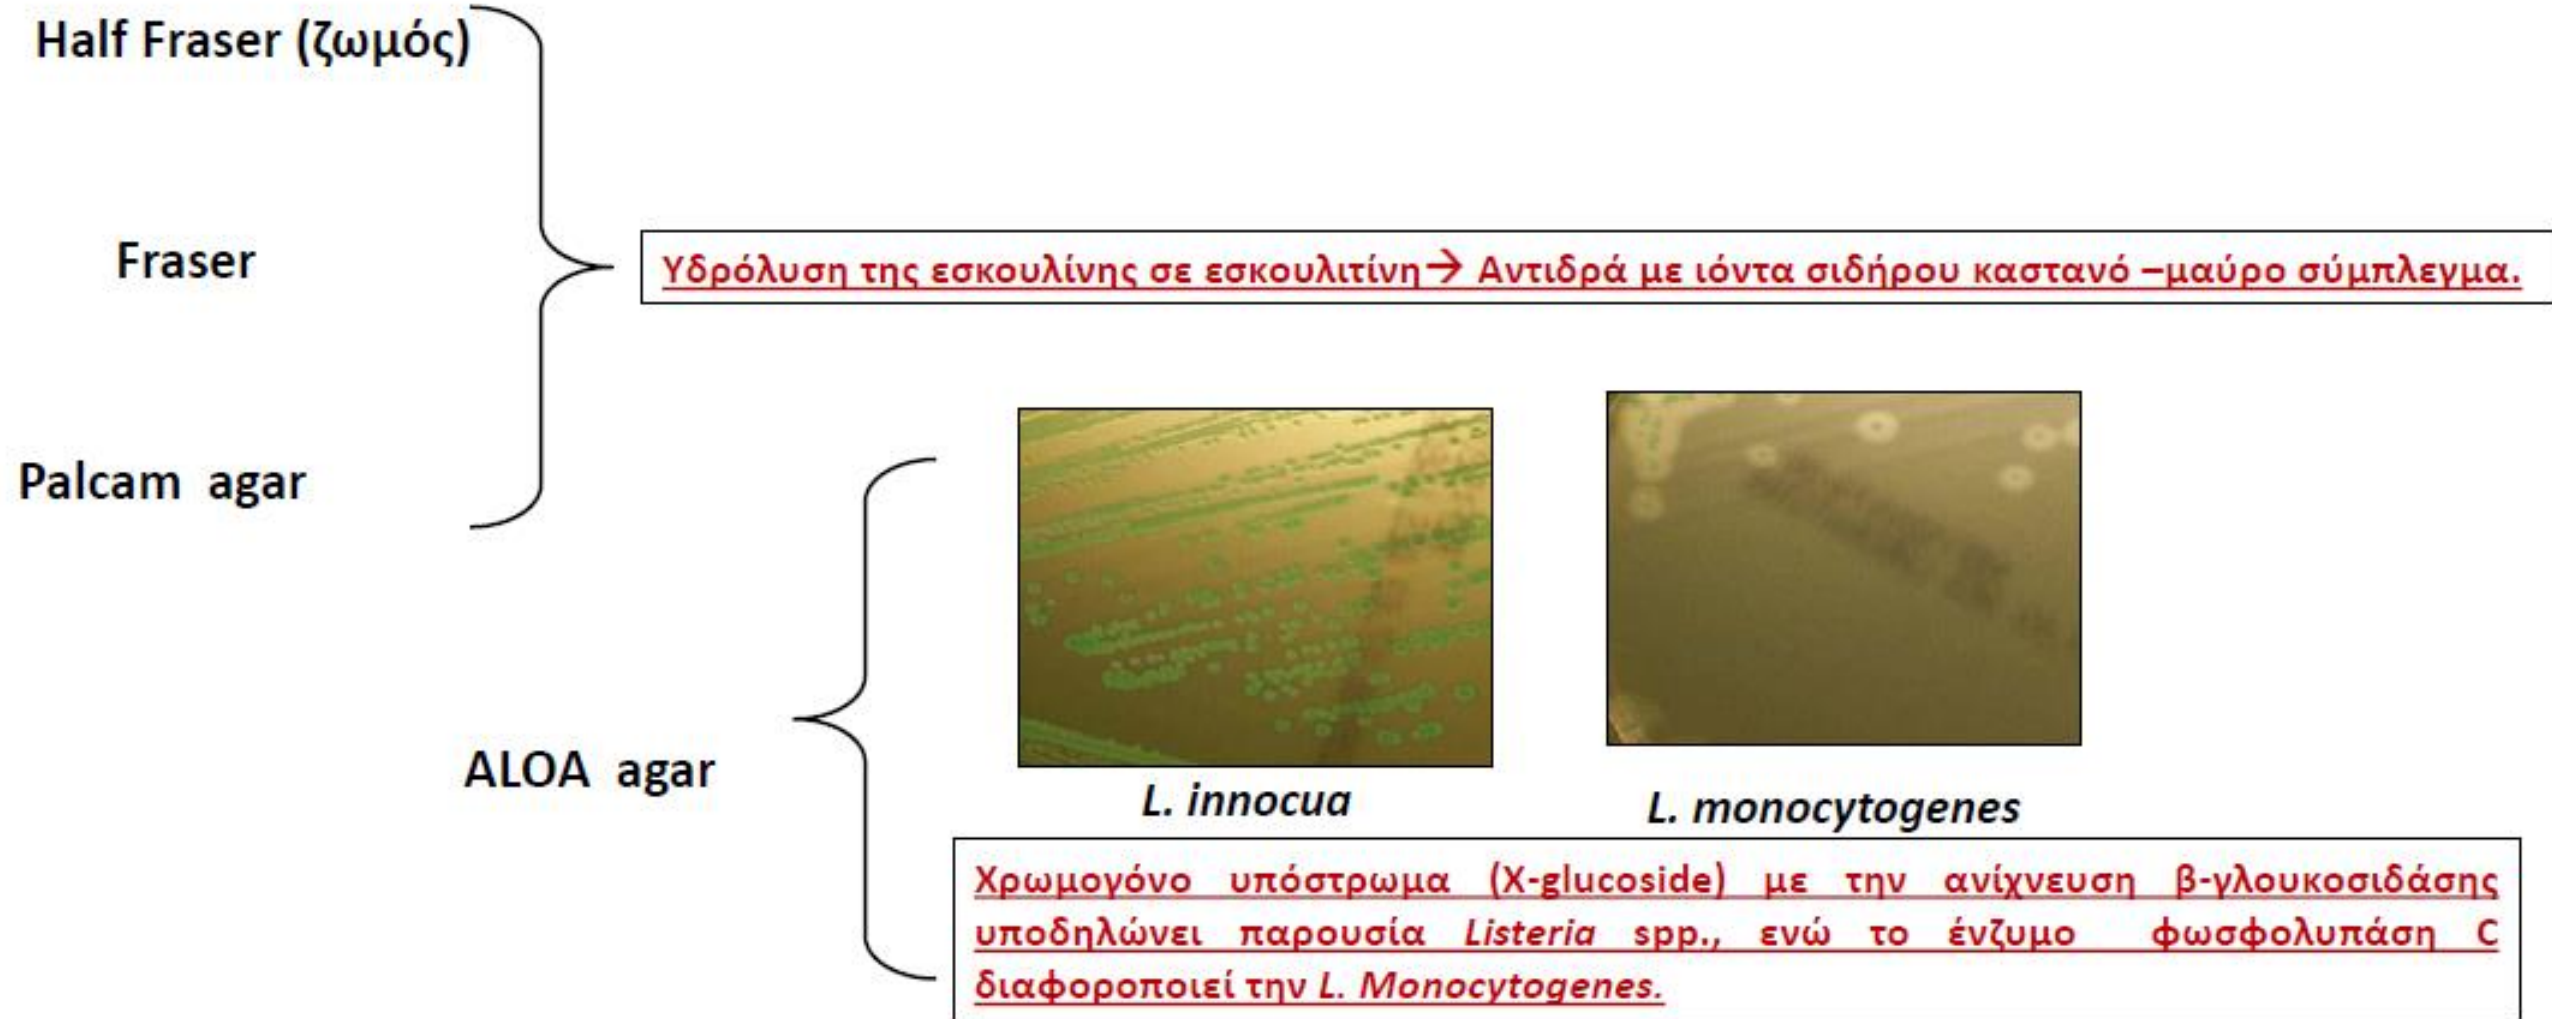 Half Fraser (ζωμός)
Fraser
Υδρόλυση της εσκουλίνης σε εσκουλιτίνη→ Αντιδρά με ιόντα σιδήρου καστανό –μαύρο σύμπλεγμα.
Palcam agar
ALOA agar
L. innocua
L. monocytogenes
Χρωμογόνο υπόστρωμα (X-glucoside) με την ανίχνευση β-γλουκοσιδάσης
υποδηλώνει παρουσία Listeria spp., ενώ το ένζυμο φωσφολυπάση C
διαφοροποιεί την L. Monocytogenes.